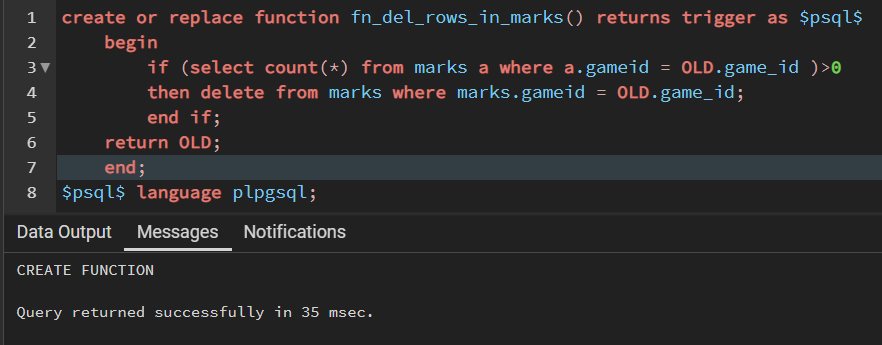 1 create or replace function fn_del_rows_in_marks() returns trigger as $psql$
2 begin
3 if (select count(*) from marks a where a.gameid = OLD.game_id )>0
4 then delete from marks where marks.gameid = OLD.game_id;
5 end if;
6 return OLD;
7 end;
8 $psql$ language plpgsql;
Data Output Messages Notifications
CREATE FUNCTION
Query returned successfully in 35 msec.